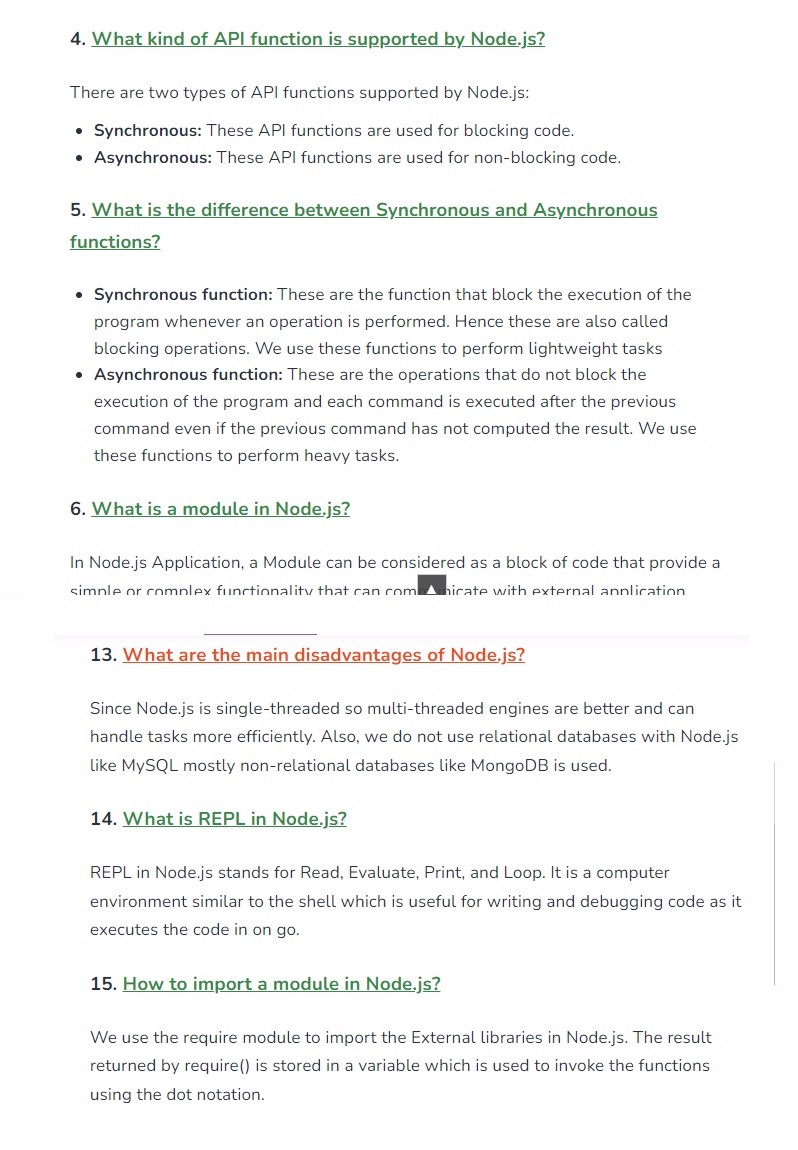 4. What kind of API function is supported by Node.js?
There are two types of API functions supported by Node.js:
• Synchronous: These API functions are used for blocking code.
• Asynchronous: These API functions are used for non-blocking code.
5. What is the difference between Synchronous and Asynchronous
functions?
• Synchronous function: These are the function that block the execution of the
program whenever an operation is performed. Hence these are also called
blocking operations. We use these functions to perform lightweight tasks
• Asynchronous function: These are the operations that do not block the
execution of the program and each command is executed after the previous
command even if the previous command has not computed the result. We use
these functions to perform heavy tasks.
6. What is a module in Node.js?
In Node.js Application, a Module can be considered as a block of code that provide a
simple or complex functionality that can with external application
13. What are the main disadvantages of Node.js?
Since Node.js is single-threaded so multi-threaded engines are better and can
handle tasks more efficiently. Also, we do not use relational databases with Node.js
like MySQL mostly non-relational databases like MongoDB is used.
14. What is REPL in Node.js?
REPL in Node.js stands for Read, Evaluate, Print, and Loop. It is a computer
environment similar to the shell which is useful for writing and debugging code as it
executes the code in on go.
15. How to import a module in Node.js?
We use the require module to import the External libraries in Node.js. The result
returned by require() is stored in a variable which is used to invoke the functions
using the dot notation.